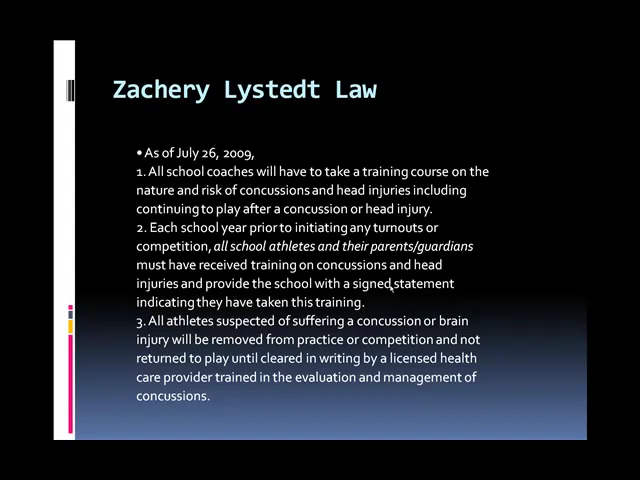 Zachery Lystedt Law
• As of July 26, 2009,
1. All school coaches will have to take a training course on the
nature and risk of concussions and head injuries including
continuing to play after a concussion or head injury.
2. Each school year prior to initiating any turnouts or
competition, all school athletes and their parents/guardians
must have received training on concussions and head
injuries and provide the school with a signed statement
indicating they have taken this training.
3. All athletes suspected of suffering a concussion or brain
injury will be removed from practice or competition and not
returned to play until cleared in writing by a licensed health
care provider trained in the evaluation and management of
concussions.